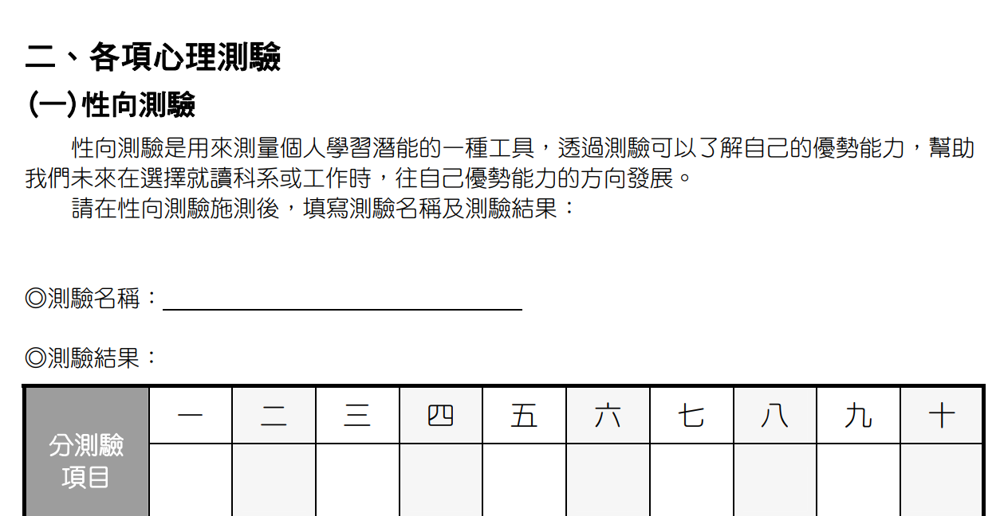 二、各項心理測驗
(一)性向測驗
性向測驗是用來測量個人學習潛能的一種工具，透過測驗可以了解自己的優勢能力，幫助
我們未來在選擇就讀科系或工作時，往自己優勢能力的方向發展。
請在性向測驗施測後，填寫測驗名稱及測驗結果：
◎測驗名稱：
◎測驗結果：
分測驗
項目
一 二 三 四 五 六 七 八 九 十